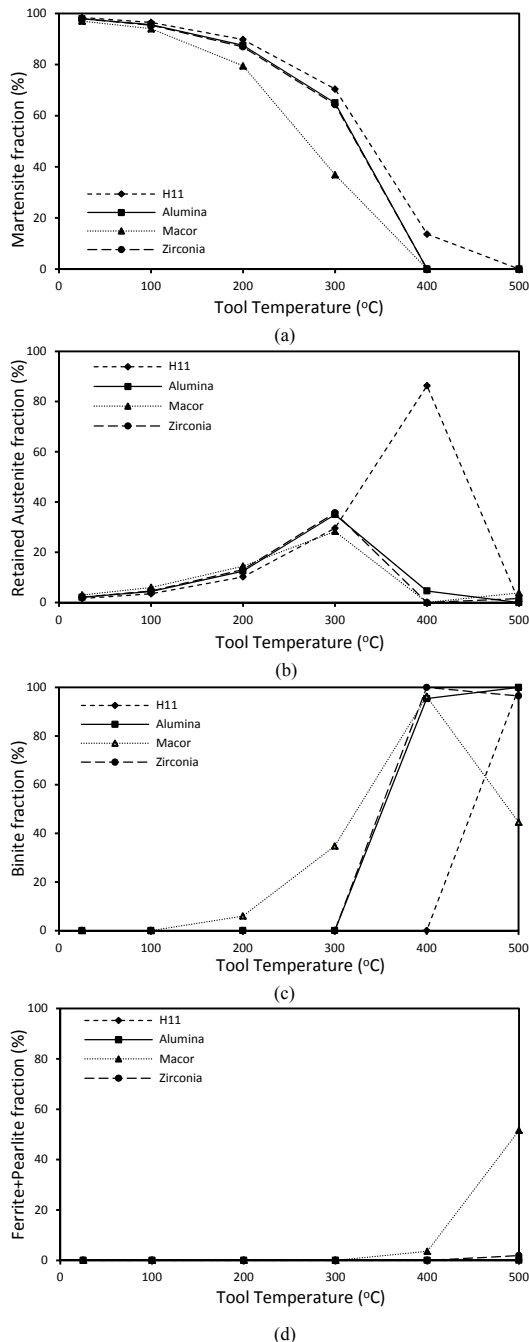 100
80
60
40
20
0
Martensite fraction (%)
H11
Alumina
Macor
Zirconia
0 100 200 300 400 500
Tool Temperature (°C)
(a)
100
80
60
40
20
0
Retained Austenite fraction (%)
H11
Alumina
Macor
Zirconia
0 100 200 300 400 500
Tool Temperature (°C)
(b)
100
80
60
40
20
0
Binite fraction (%)
H11
Alumina
Macor
Zirconia
0 100 200 300 400 500
Tool Temperature (°C)
(c)
100
80
60
40
20
0
Ferrite+Pearlite fraction (%)
H11
Alumina
Macor
Zirconia
0 100 200 300 400 500
Tool Temperature (°C)
(d)